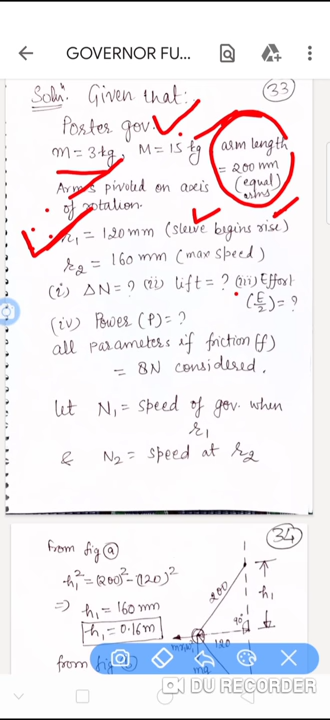 GOVERNOR FU...
33
Soln. Given that:
Poster gov.
m = 3 kg, M = 15 kg
arm length
= 200 mm
(equal)
arms
Arms pivoted on axis
of rotation.
r1 = 120 mm (sleeve begins rise)
r2 = 160 mm (max speed)
(i) ΔN = ? (ii) lift = ? (iii) Effort
(E/2) = ?
(iv) Power (P) = ?
all parameters if friction (f)
= 8N considered.
Let N1 = speed of gov. when
r1
& N2 = speed at r2
34
From fig (a)
h1² = (200)² - (120)²
⇒ h1 = 160 mm
h1 = 0.16m
from fig
200
h1
90°
120
DU RECORDER